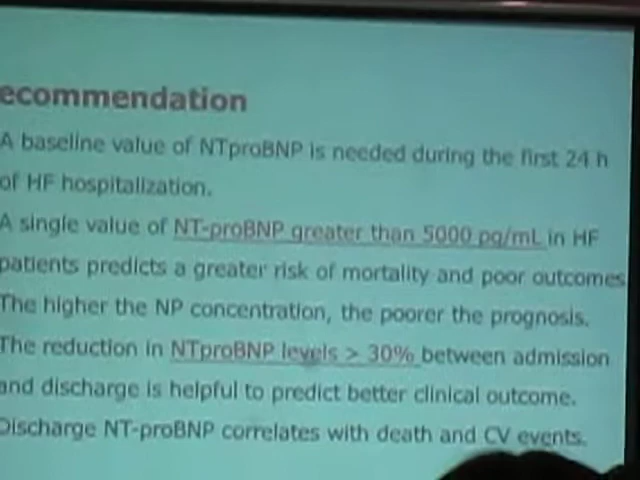 ecommendation
A baseline value of NTproBNP is needed during the first 24 h
of HF hospitalization.
A single value of NT-proBNP greater than 5000 pg/mL in HF
patients predicts a greater risk of mortality and poor outcomes
The higher the NP concentration, the poorer the prognosis.
The reduction in NTproBNP levels > 30% between admission
and discharge is helpful to predict better clinical outcome.
Discharge NT-proBNP correlates with death and CV events.